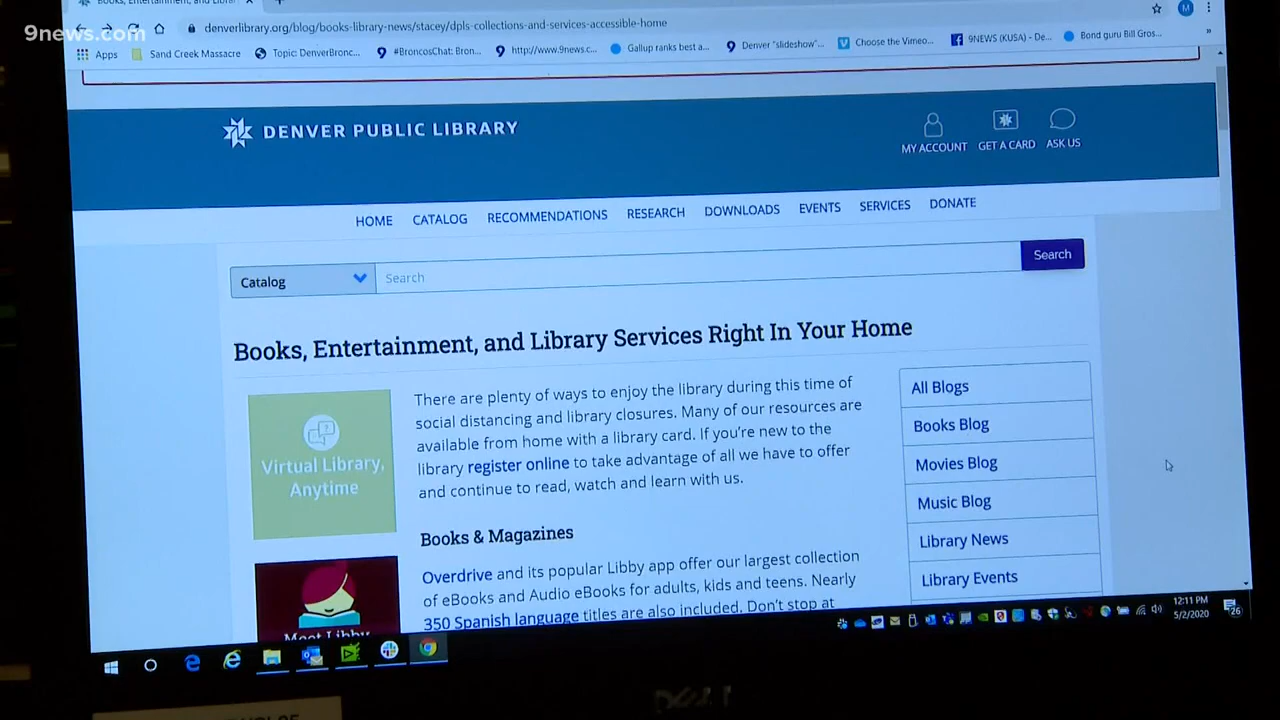 9news.com
Books, Entertainment, and Libra
denverlibrary.org/blog/books-library-news/stacey/dpls-collections-and-services-accessible-home
M
Apps
Sand Creek Massacre
Topic: DenverBronc...
#BroncosChat: Bron...
http://www.9news.c...
Gallup ranks best a...
Denver "slideshow"...
Choose the Vimeo...
9NEWS (KUSA) - De...
Bond guru Bill Gros...
DENVER PUBLIC LIBRARY
MY ACCOUNT
GET A CARD
ASK US
HOME
CATALOG
RECOMMENDATIONS
RESEARCH
DOWNLOADS
EVENTS
SERVICES
DONATE
Catalog
Search
Search
Books, Entertainment, and Library Services Right In Your Home
Virtual Library,
Anytime
There are plenty of ways to enjoy the library during this time of
social distancing and library closures. Many of our resources are
available from home with a library card. If you're new to the
library register online to take advantage of all we have to offer
and continue to read, watch and learn with us.
Books & Magazines
Overdrive and its popular Libby app offer our largest collection
of eBooks and Audio eBooks for adults, kids and teens. Nearly
350 Spanish language titles are also included. Don't stop at
Meet Libby
All Blogs
Books Blog
Movies Blog
Music Blog
Library News
Library Events
12:11 PM
5/2/2020
26
DELL